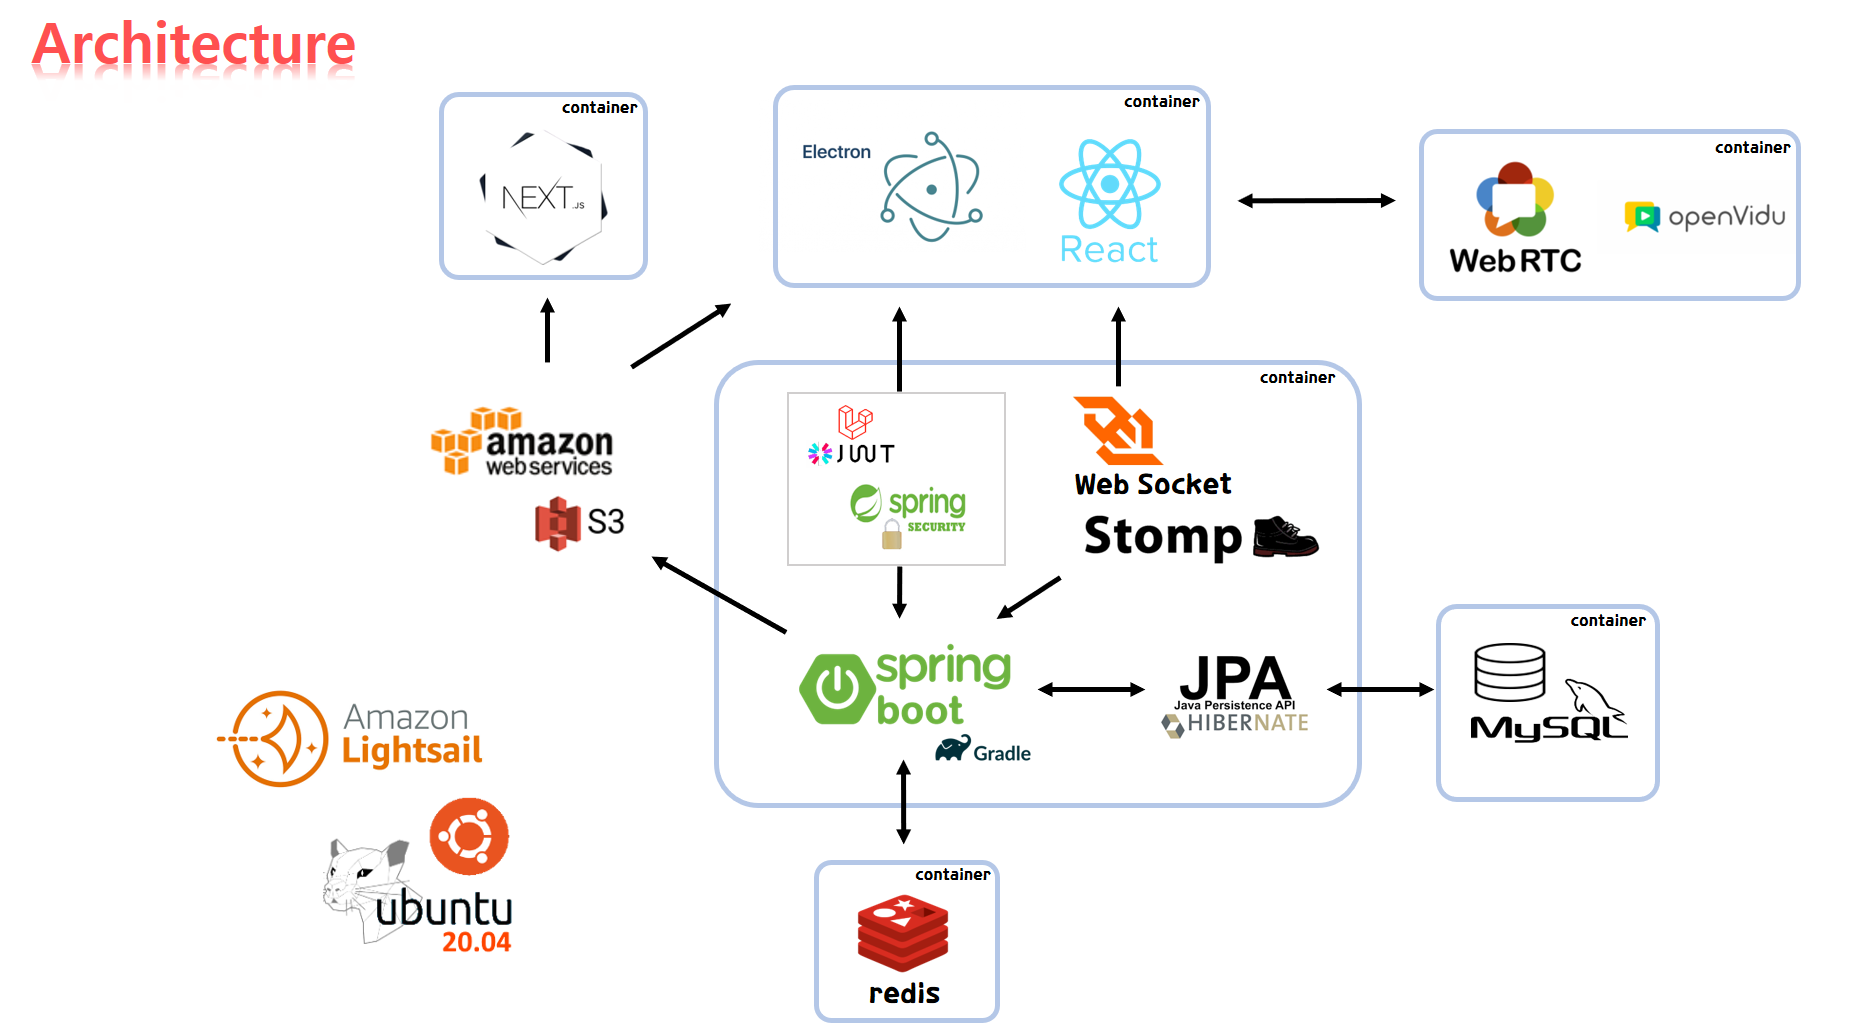 Architecture
container
NEXT.JS
container
Electron
React
container
WebRTC
openVidu
container
amazon
web services
S3
JWT
spring
SECURITY
Web Socket
Stomp
spring
boot
Gradle
JPA
Java Persistence API
HIBERNATE
container
MySQL
Amazon
Lightsail
ubuntu
20.04
container
redis